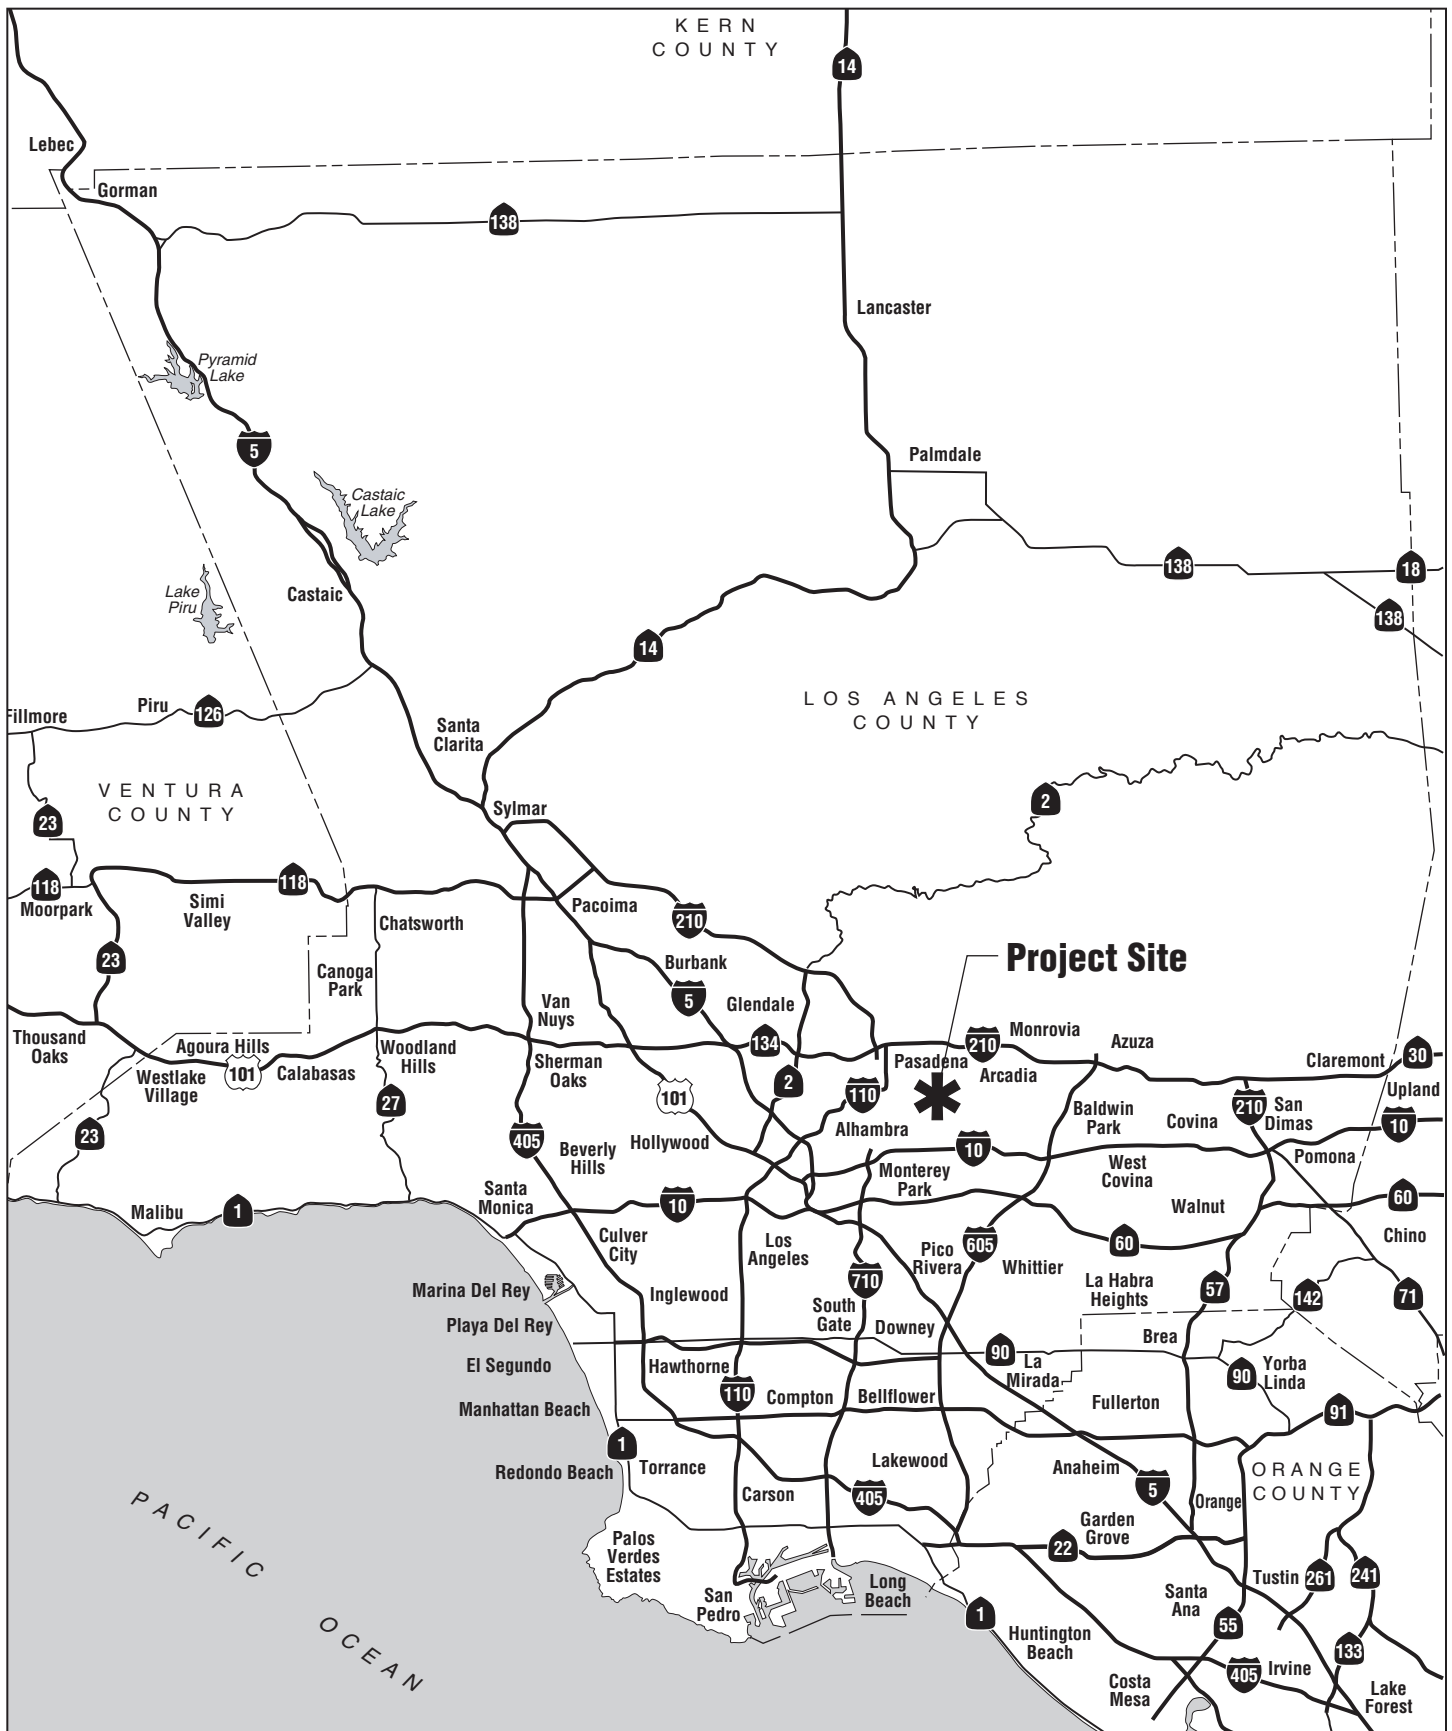 KERN
COUNTY
14
Lebec
Gorman
138
Lancaster
Pyramid
Lake
5
Palmdale
Castaic
Lake
138
18
Lake
Piru
Castaic
138
14
LOS ANGELES
COUNTY
Piru
126
Fillmore
Santa
Clarita
VENTURA
COUNTY
2
Sylmar
23
118
118
Moorpark
Simi
Valley
Pacoima
210
Chatsworth
23
Burbank
Project Site
Canoga
Park
5
Glendale
Van
Nuys
Thousand
Oaks
Agoura Hills
Woodland
Hills
134
210
Monrovia
Azuza
Claremont
30
Westlake
Village
101
Calabasas
Sherman
Oaks
Pasadena
Arcadia
2
Upland
27
101
110
Baldwin
Park
Covina
210
San
Dimas
10
23
405
Beverly
Hills
Hollywood
Alhambra
10
Pomona
Monterey
Park
West
Covina
Santa
Monica
10
Walnut
60
Malibu
1
Culver
City
Los
Angeles
Pico
Rivera
605
Whittier
60
Chino
Marina Del Rey
Inglewood
710
La Habra
Heights
57
142
71
Playa Del Rey
South
Gate
Downey
Brea
El Segundo
Hawthorne
90
La
Mirada
90
Yorba
Linda
Manhattan Beach
110
Compton
Bellflower
Fullerton
91
1
Redondo Beach
Torrance
Lakewood
Anaheim
ORANGE
COUNTY
5
Carson
405
Orange
PACIFIC
OCEAN
Palos
Verdes
Estates
Garden
Grove
22
San
Pedro
Long
Beach
Tustin
261
241
Santa
Ana
1
55
Huntington
Beach
133
405
Irvine
Costa
Mesa
Lake
Forest